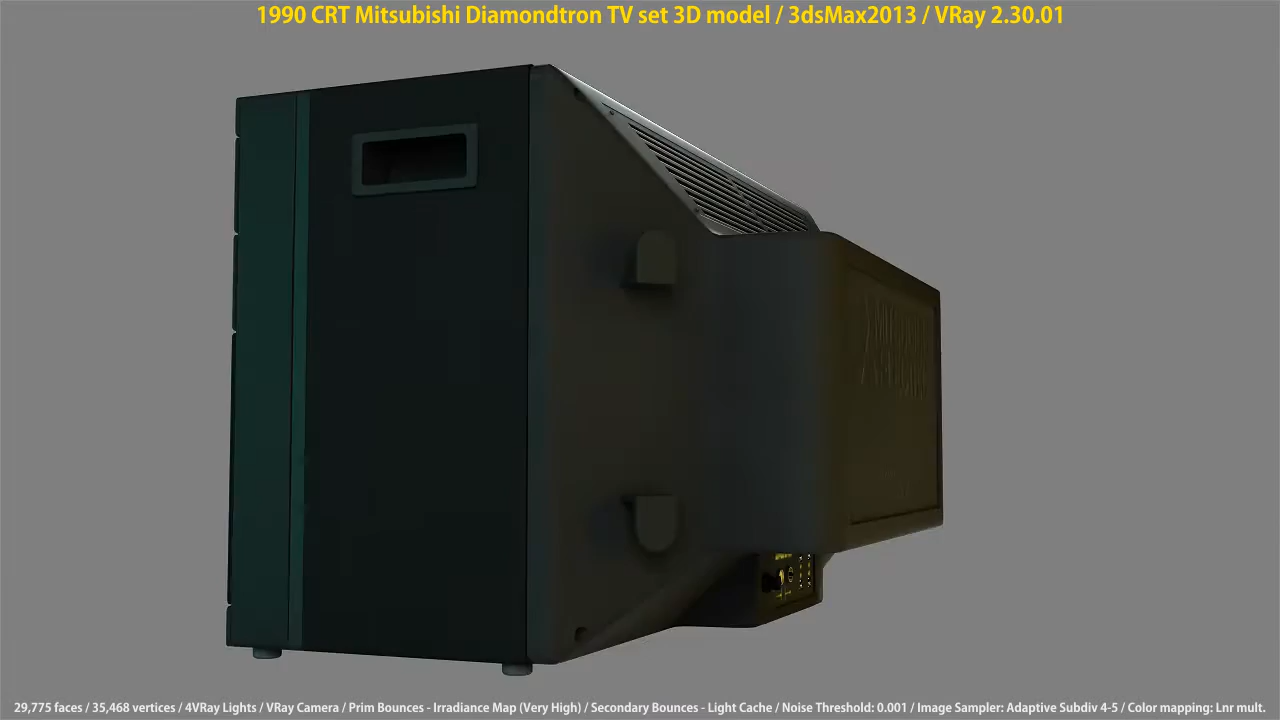 1990 CRT Mitsubishi Diamondtron TV set 3D model / 3dsMax2013 / VRay 2.30.01
29,775 faces / 35,468 vertices / 4VRay Lights / VRay Camera / Prim Bounces - Irradiance Map (Very High) / Secondary Bounces - Light Cache / Noise Threshold: 0.001 / Image Sampler: Adaptive Subdiv 4-5 / Color mapping: Lnr mult.